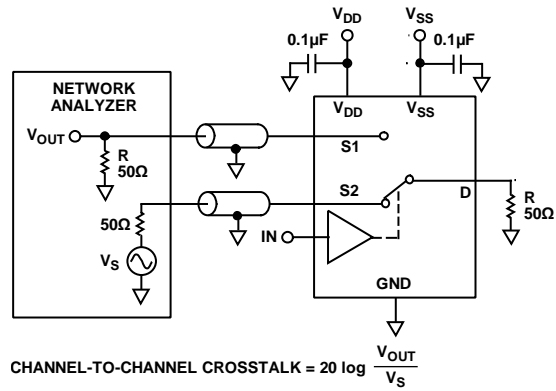 V_DD
V_SS
0.1µF
0.1µF
NETWORK
ANALYZER
V_DD
V_SS
V_OUT
R
50Ω
S1
S2
D
R
50Ω
50Ω
V_S
IN
GND
CHANNEL-TO-CHANNEL CROSSTALK = 20 log V_OUT / V_S